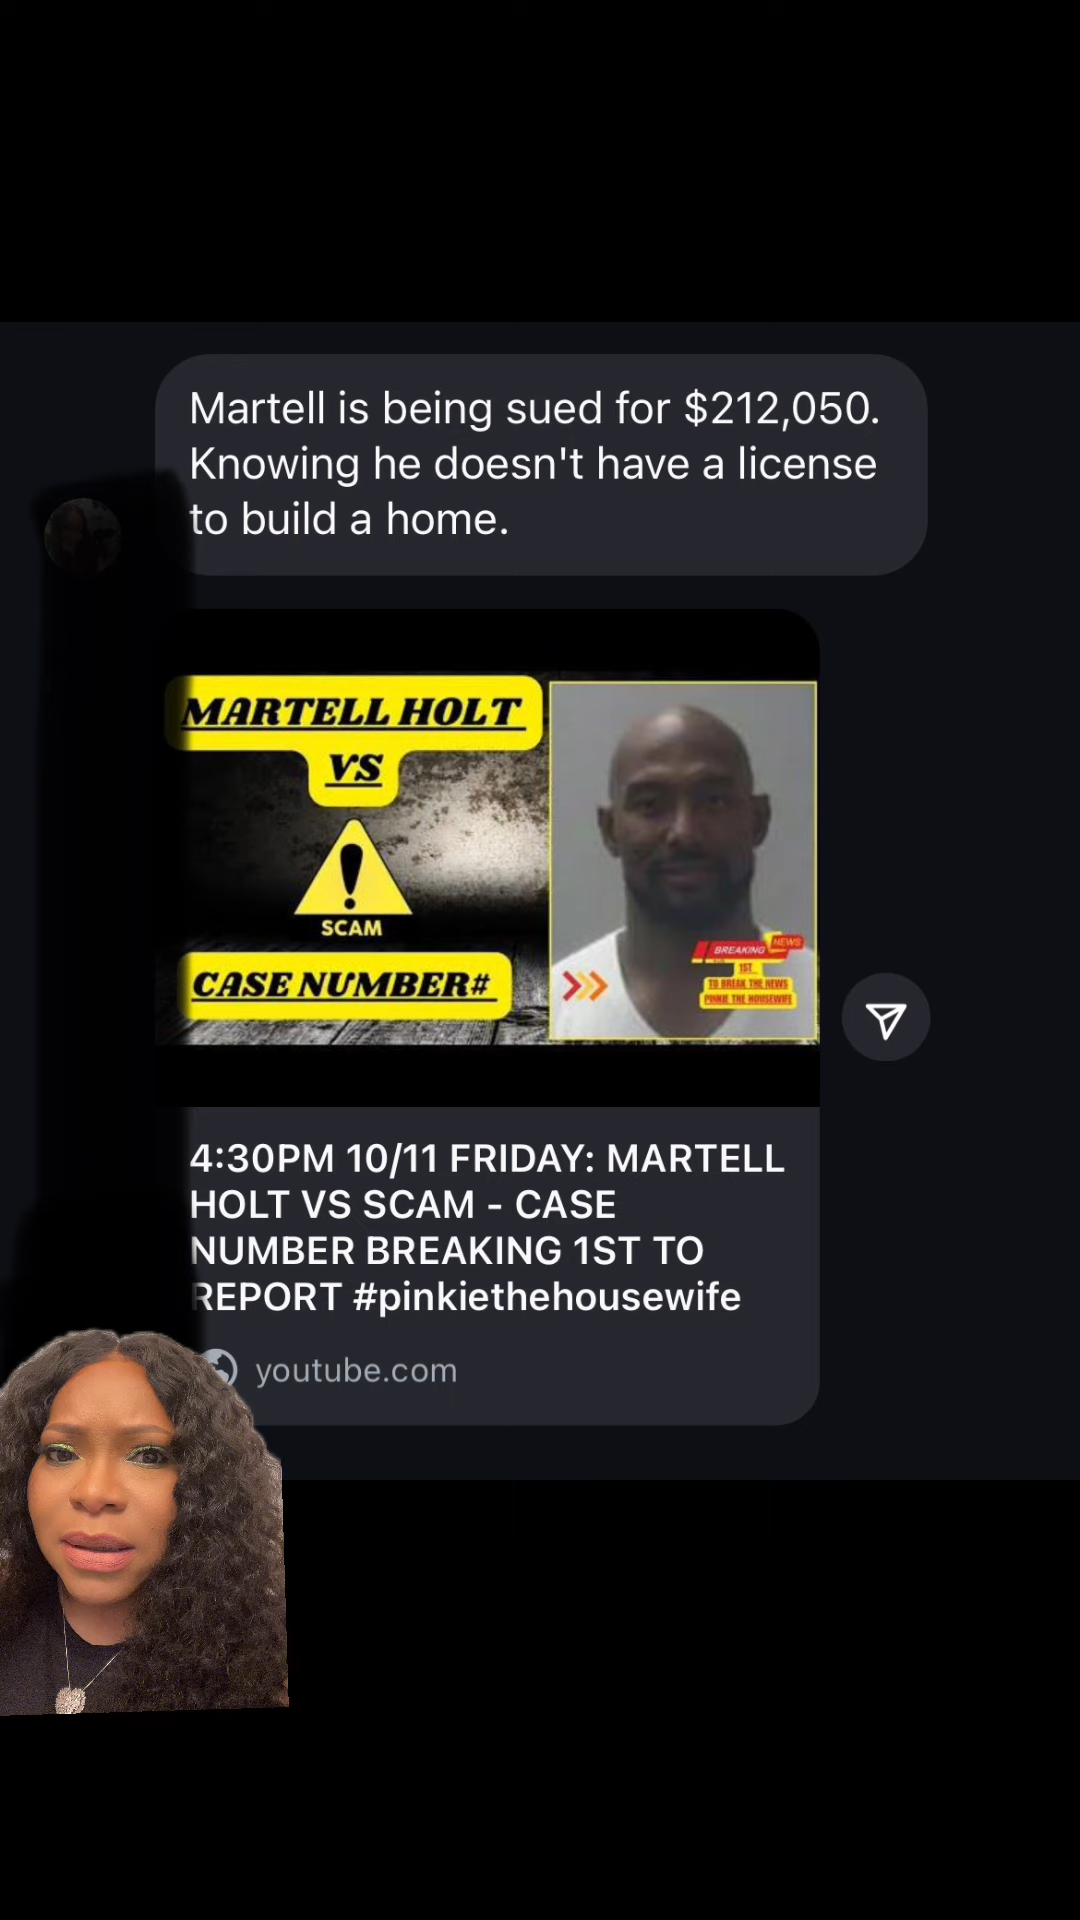 Martell is being sued for $212,050.
Knowing he doesn't have a license
to build a home.
MARTELL HOLT
VS
SCAM
CASE NUMBER#
BREAKING NEWS
1ST
TO BREAK THE NEWS
PINKIE THE HOUSEWIFE
4:30PM 10/11 FRIDAY: MARTELL
HOLT VS SCAM - CASE
NUMBER BREAKING 1ST TO
REPORT #pinkiethehousewife
youtube.com